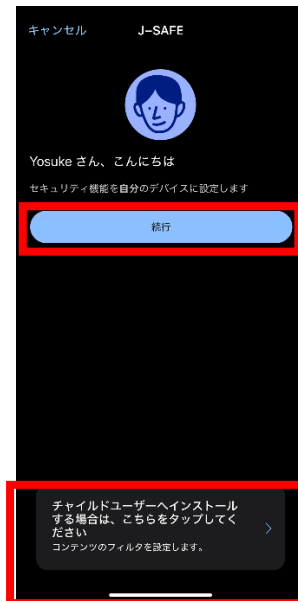 キャンセル J-SAFE
Yosuke さん、こんにちは
セキュリティ機能を自分のデバイスに設定します
続行
チャイルドユーザーへインストール
する場合は、こちらをタップしてく
ださい
コンテンツのフィルタを設定します。